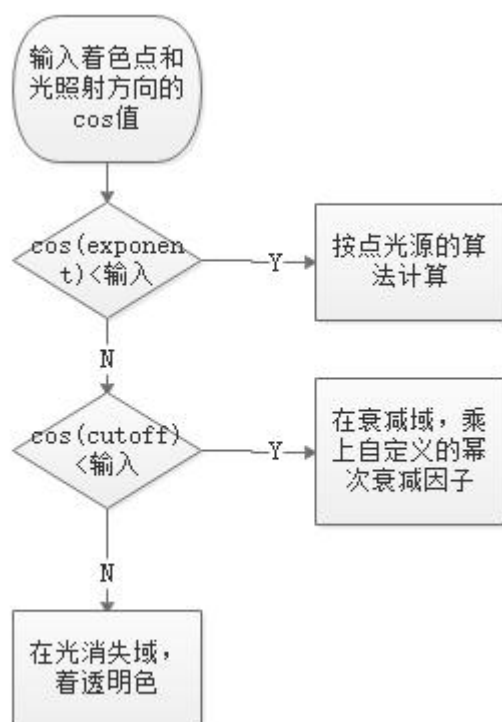 输入着色点和
光照射方向的
cos值
cos(exponen
t)<输入
Y
按点光源的算
法计算
N
cos(cutoff)
<输入
Y
在衰减域，乘
上自定义的幂
次衰减因子
N
在光消失域，
着透明色